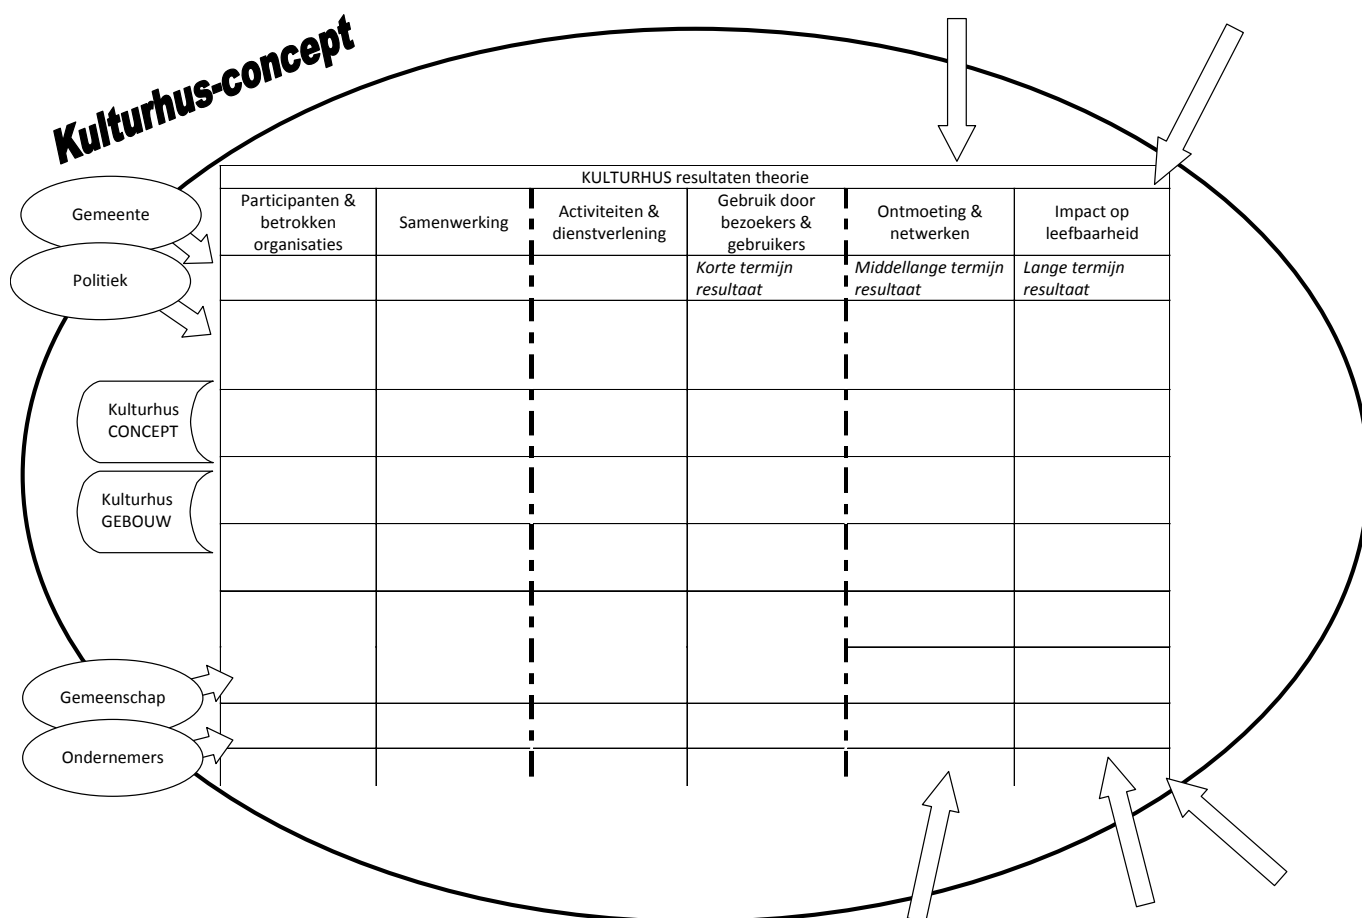 Kulturhus-concept
KULTURHUS resultaten theorie
Participanten &
betrokken
organisaties
Samenwerking
Activiteiten &
dienstverlening
Gebruik door
bezoekers &
gebruikers
Ontmoeting &
netwerken
Impact op
leefbaarheid
Korte termijn
resultaat
Middellange termijn
resultaat
Lange termijn
resultaat
Gemeente
Politiek
Kulturhus
CONCEPT
Kulturhus
GEBOUW
Gemeenschap
Ondernemers